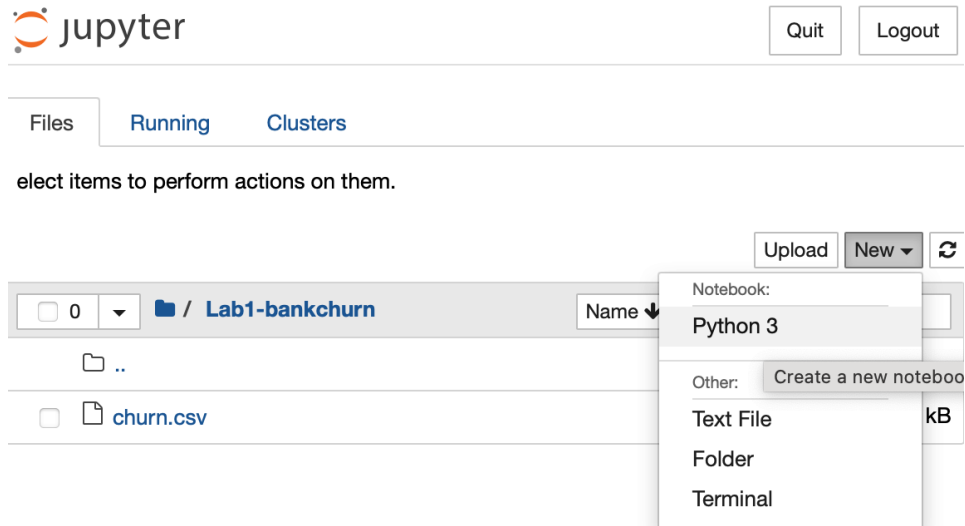 jupyter
Quit
Logout
Files
Running
Clusters
elect items to perform actions on them.
Upload
New
0
/ Lab1-bankchurn
Name
Notebook:
Python 3
..
Other:
Create a new noteboo
churn.csv
kB
Text File
Folder
Terminal